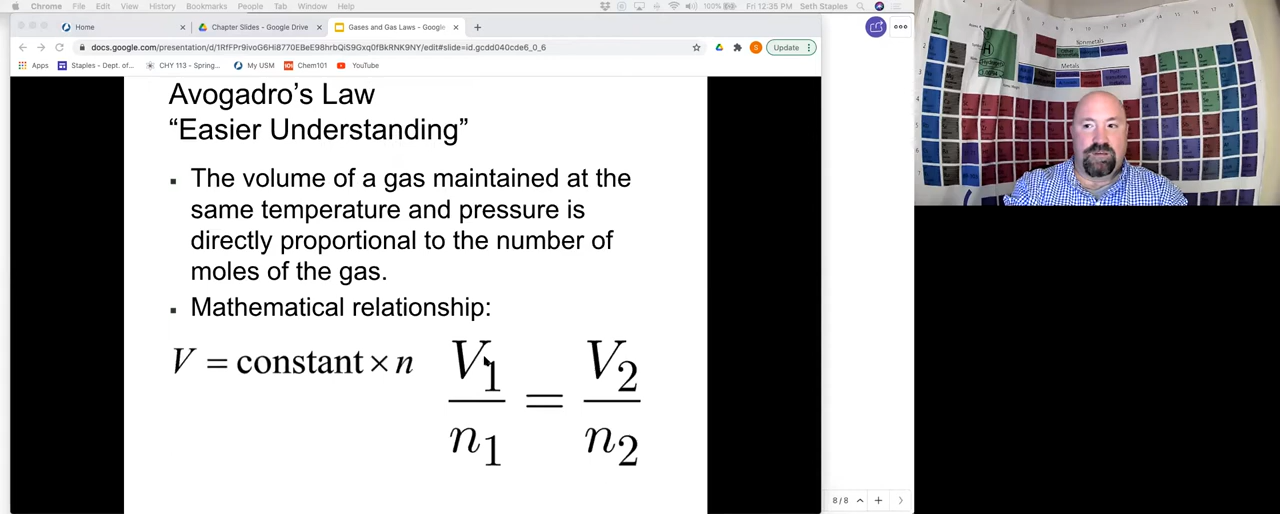 Chrome File Edit View History Bookmarks People Tab Window Help 100% Fri 12:35 PM Seth Staples
Home × Chapter Slides - Google Drive × Gases and Gas Laws - Google × +
docs.google.com/presentation/d/1RfFPr9ivoG6Hi8770EBeE98hrbQiS9Gxq0fBkRNK9NY/edit#slide=id.gcdd040cde6_0_6 S Update
Apps Staples - Dept. of... CHY 113 - Spring... My USM Chem101 YouTube
Avogadro's Law
"Easier Understanding"
▪ The volume of a gas maintained at the
same temperature and pressure is
directly proportional to the number of
moles of the gas.
▪ Mathematical relationship:
V = constant × n V₁/n₁ = V₂/n₂
8/8
Nonmetals
Metals
H